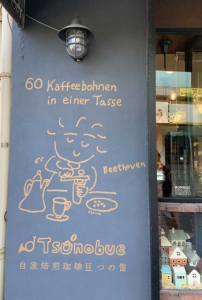 60 Kaffeebohnen
in einer Tasse
Beethoven
Tsunobue
自家焙煎珈琲豆 つの笛